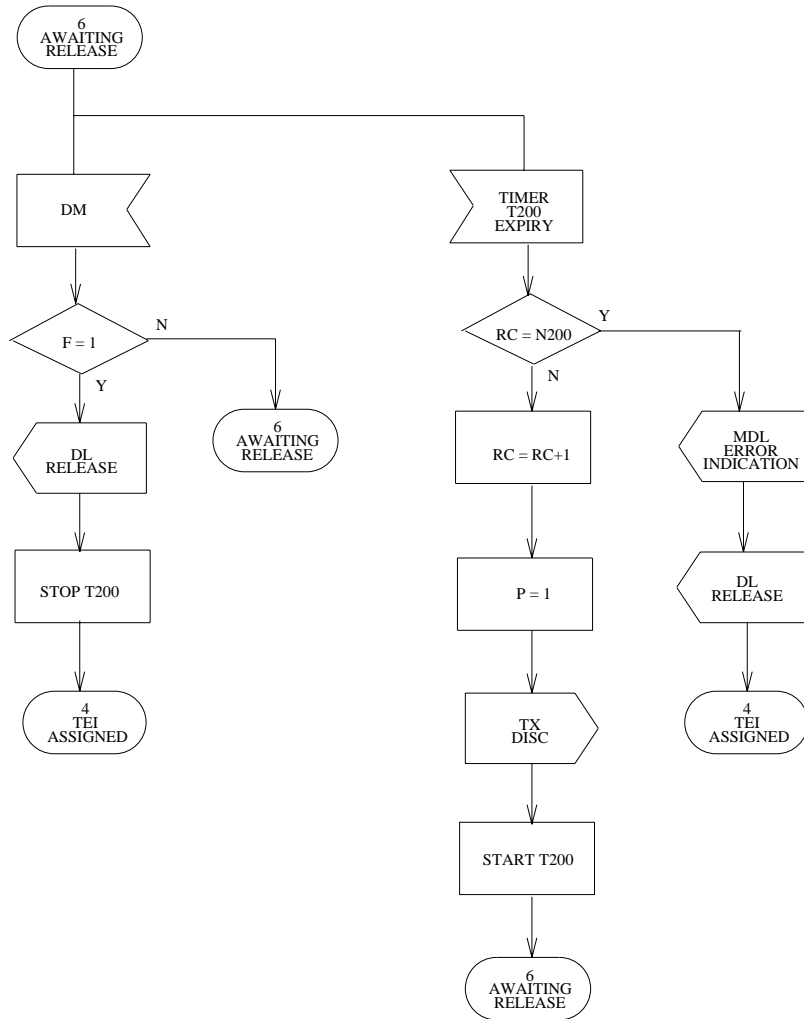 6
AWAITING
RELEASE
DM
TIMER
T200
EXPIRY
F = 1
N
Y
RC = N200
Y
N
DL
RELEASE
6
AWAITING
RELEASE
RC = RC+1
MDL
ERROR
INDICATION
STOP T200
P = 1
DL
RELEASE
4
TEI
ASSIGNED
TX
DISC
4
TEI
ASSIGNED
START T200
6
AWAITING
RELEASE